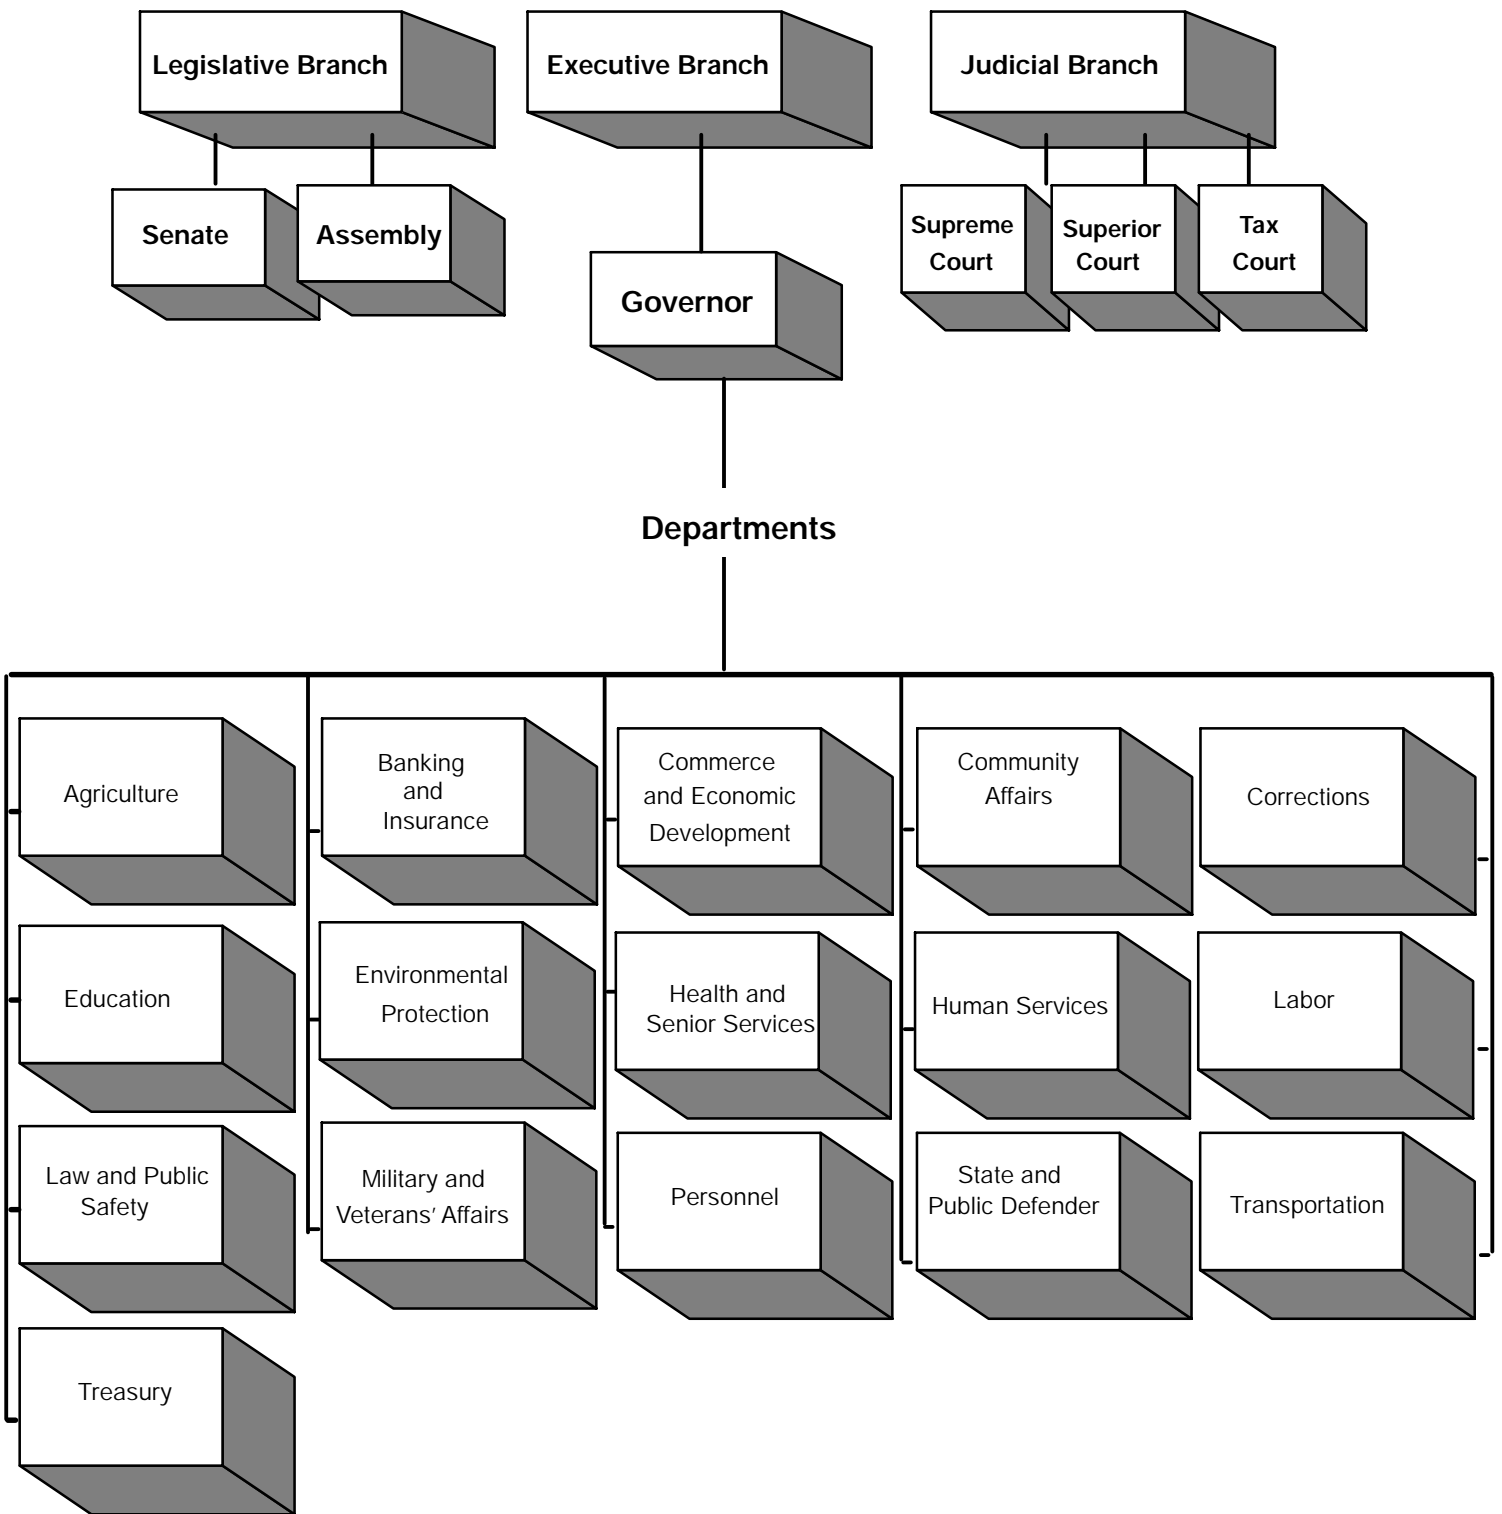 Legislative Branch
Executive Branch
Judicial Branch
Senate
Assembly
Governor
Supreme
Court
Superior
Court
Tax
Court
Departments
Agriculture
Banking
and
Insurance
Commerce
and Economic
Development
Community
Affairs
Corrections
Education
Environmental
Protection
Health and
Senior Services
Human Services
Labor
Law and Public
Safety
Military and
Veterans’ Affairs
Personnel
State and
Public Defender
Transportation
Treasury